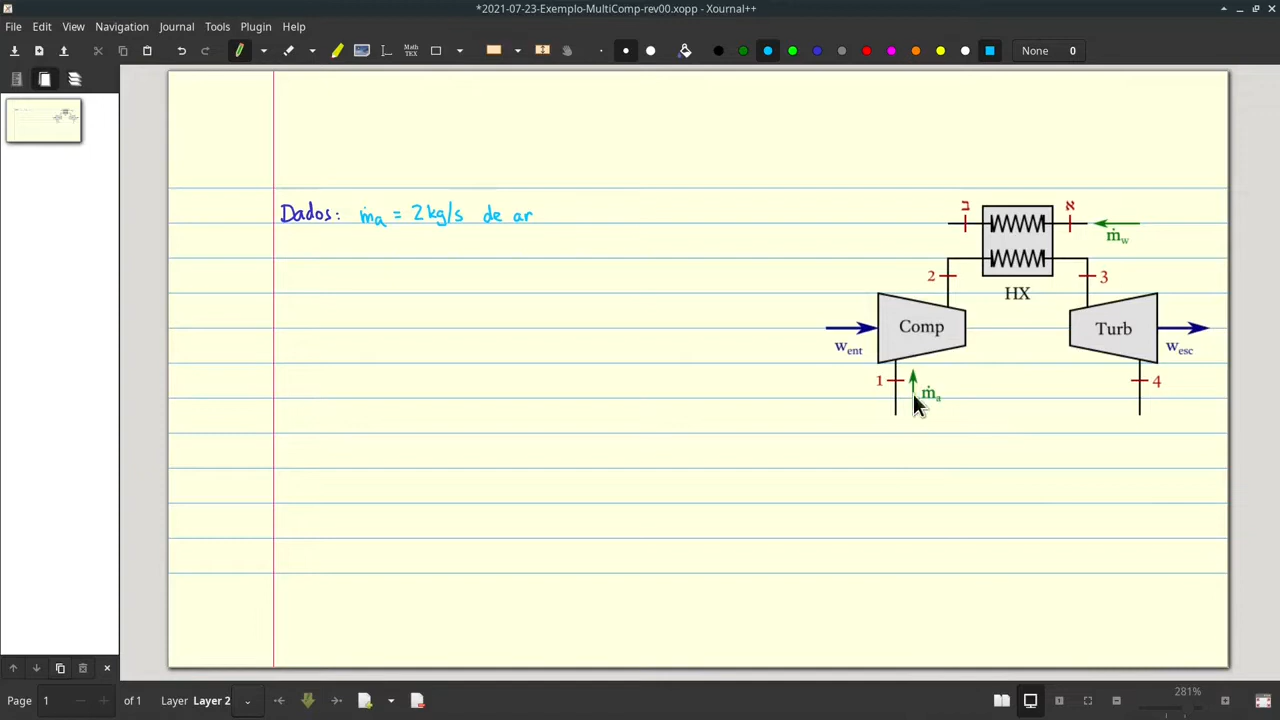 *2021-07-23-Exemplo-MultiComp-rev00.xopp - Xournal++
File Edit View Navigation Journal Tools Plugin Help
Math TEX None 0
Dados: ṁa = 2kg/s de ar
ב א
ṁw
2 3
HX
Comp Turb
went wesc
1 4
ṁa
Page 1 of 1 Layer Layer 2 281%